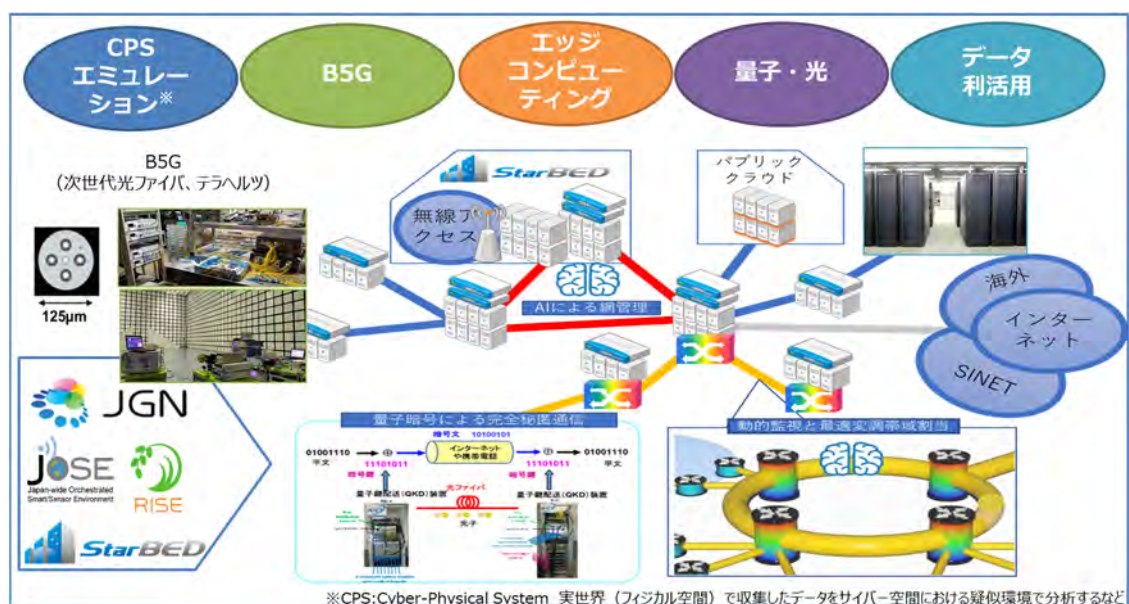 CPS
エミュレー
ション※
B5G
エッジ
コンピュー
ティング
量子・光
データ
利活用
B5G
（次世代光ファイバ、テラヘルツ）
125μm
StarBED
無線ア
クセス
パブリック
クラウド
AIによる網管理
海外
インター
ネット
SINET
JGN
JOSE
Japan-wide Orchestrated
Smart/Sensor Environment
RISE
StarBED
量子暗号による完全秘匿通信
暗号文 10100101
01001110
平文
インターネット
や携帯電話
01001110
平文
11101011
暗号鍵
11101011
暗号鍵
量子鍵配送(QKD)装置
光ファイバ
量子鍵配送(QKD)装置
光子
動的監視と最適変調帯域割当
※CPS:Cyber-Physical System 実世界（フィジカル空間）で収集したデータをサイバー空間における疑似環境で分析するなど